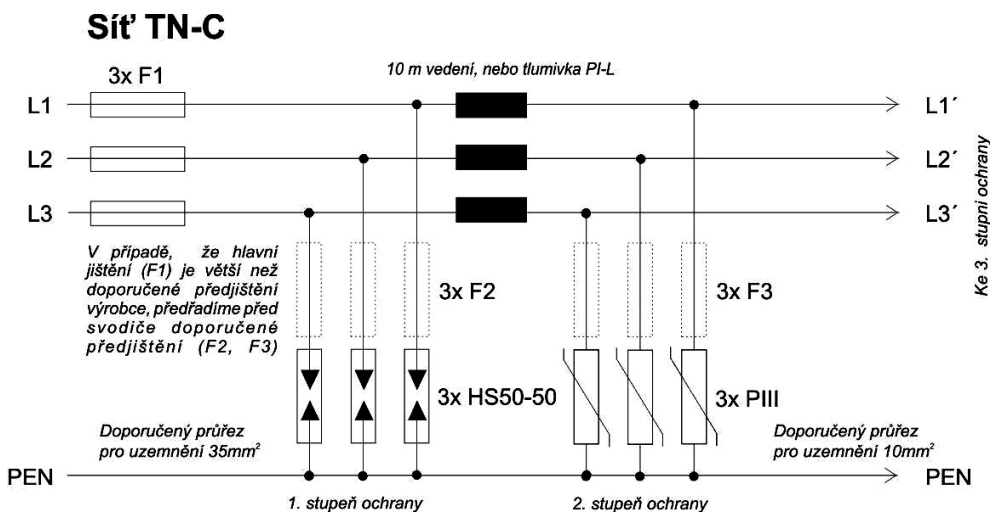 Síť TN-C
3x F1
10 m vedení, nebo tlumivka PI-L
L1
L1´
L2
L2´
L3
L3´
Ke 3. stupni ochrany
V případě, že hlavní
jištění (F1) je větší než
doporučené předjištění
výrobce, předřadíme před
svodiče doporučené
předjištění (F2, F3)
3x F2
3x F3
3x HS50-50
3x PIII
Doporučený průřez
pro uzemnění 35mm²
Doporučený průřez
pro uzemnění 10mm²
PEN
PEN
1. stupeň ochrany
2. stupeň ochrany